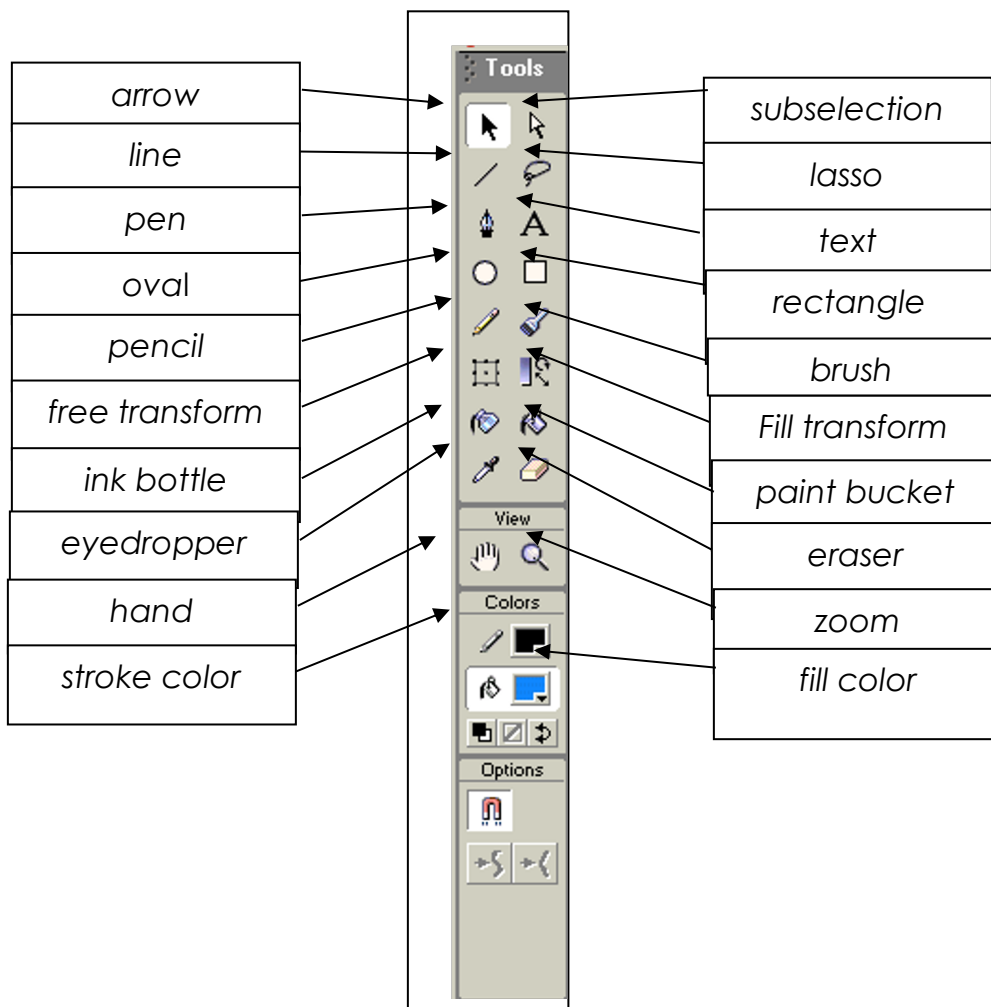 Tools
arrow
line
pen
oval
pencil
free transform
ink bottle
eyedropper
hand
stroke color
A
View
Colors
Options
subselection
lasso
text
rectangle
brush
Fill transform
paint bucket
eraser
zoom
fill color